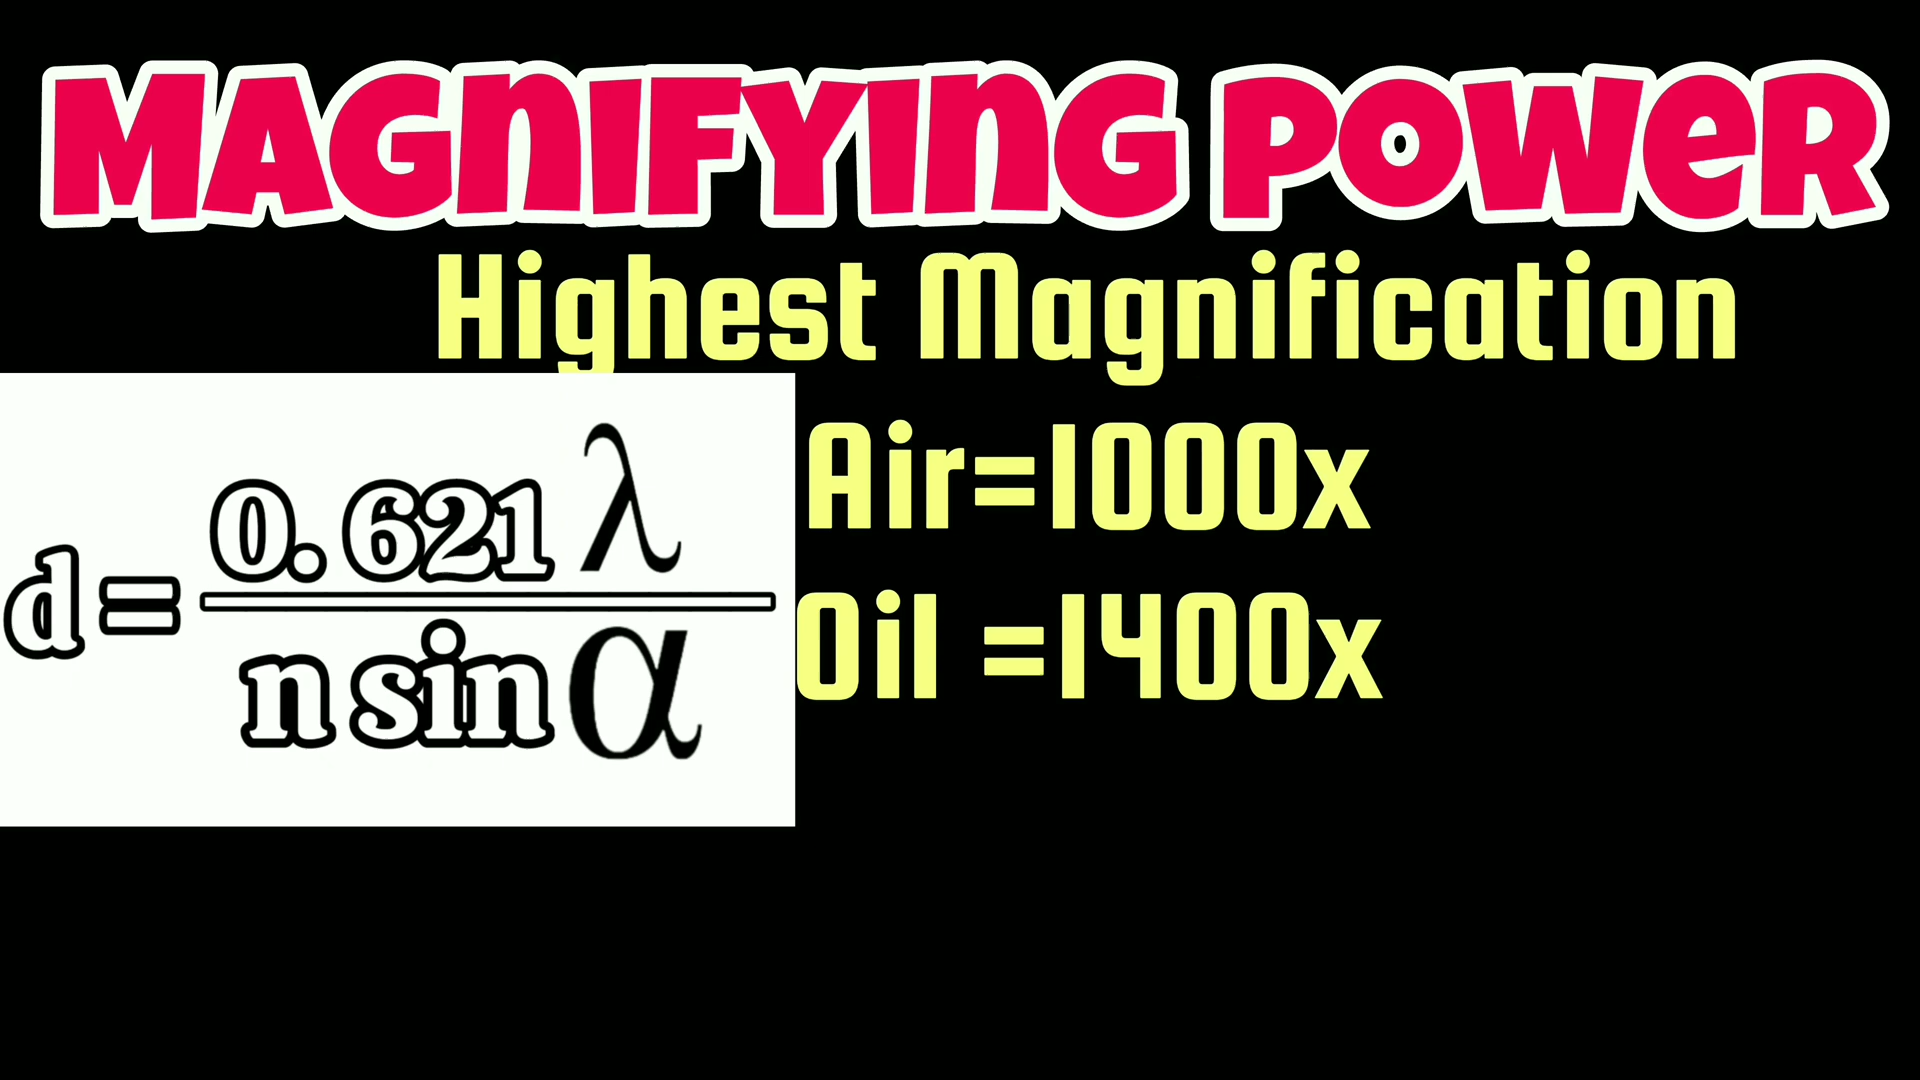 MAGNIFYING POWER
Highest Magnification
d = 0.621 λ / n sin α
Air=1000x
Oil =1400x